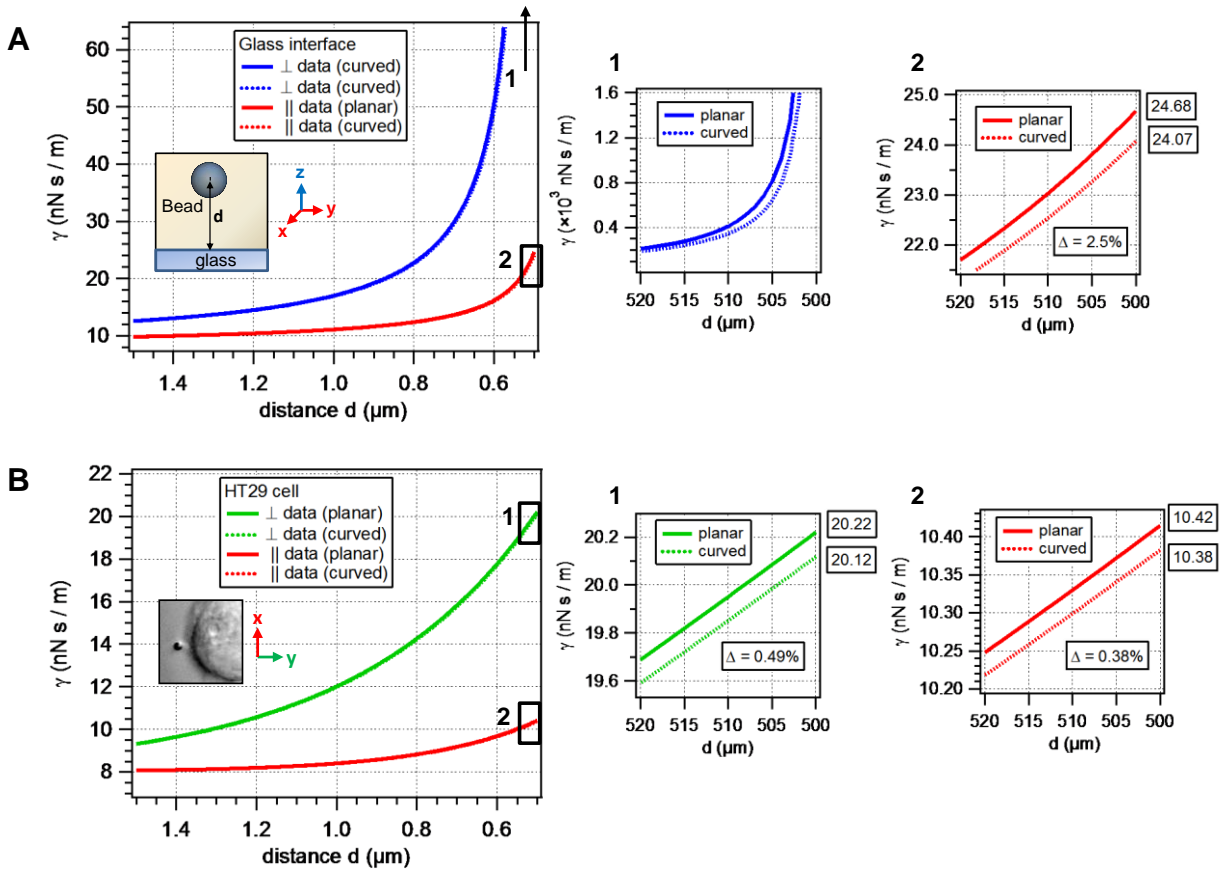 A
60
50
40
30
20
10
γ (nN s / m)
Glass interface
⊥ data (curved)
⊥ data (curved)
|| data (planar)
|| data (curved)
1
2
Bead
d
glass
z
y
x
1.4
1.2
1.0
0.8
0.6
distance d (µm)
1
1.6
1.2
0.8
0.4
γ (×10³ nN s / m)
planar
curved
520
515
510
505
500
d (µm)
2
25.0
24.0
23.0
22.0
γ (nN s / m)
planar
curved
24.68
24.07
Δ = 2.5%
520
515
510
505
500
d (µm)
B
22
20
18
16
14
12
10
8
γ (nN s / m)
HT29 cell
⊥ data (planar)
⊥ data (curved)
|| data (planar)
|| data (curved)
1
2
x
y
1.4
1.2
1.0
0.8
0.6
distance d (µm)
1
20.2
20.0
19.8
19.6
γ (nN s / m)
planar
curved
20.22
20.12
Δ = 0.49%
520
515
510
505
500
d (µm)
2
10.40
10.35
10.30
10.25
10.20
γ (nN s / m)
planar
curved
10.42
10.38
Δ = 0.38%
520
515
510
505
500
d (µm)